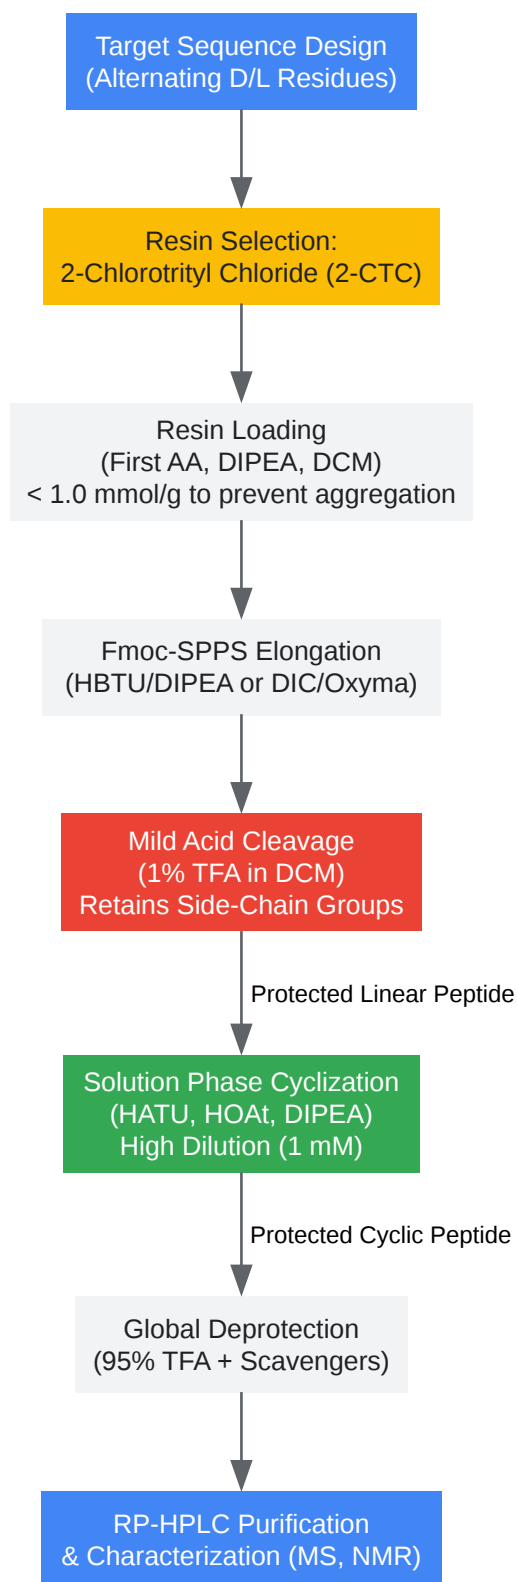 Target Sequence Design
(Alternating D/L Residues)
Resin Selection:
2-Chlorotrityl Chloride (2-CTC)
Resin Loading
(First AA, DIPEA, DCM)
< 1.0 mmol/g to prevent aggregation
Fmoc-SPPS Elongation
(HBTU/DIPEA or DIC/Oxyma)
Mild Acid Cleavage
(1% TFA in DCM)
Retains Side-Chain Groups
Protected Linear Peptide
Solution Phase Cyclization
(HATU, HOAt, DIPEA)
High Dilution (1 mM)
Protected Cyclic Peptide
Global Deprotection
(95% TFA + Scavengers)
RP-HPLC Purification
& Characterization (MS, NMR)